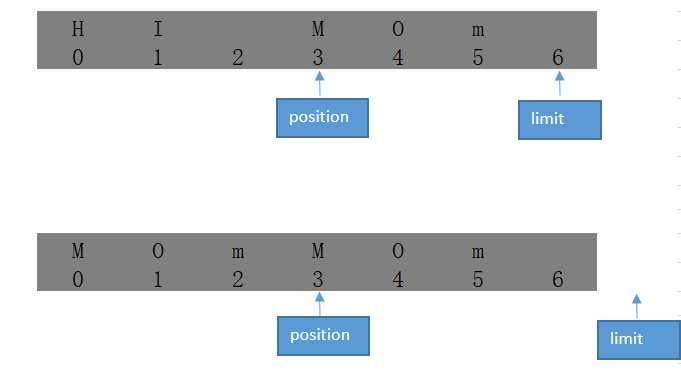 H I M O m
0 1 2 3 4 5 6
position
limit
M O m M O m
0 1 2 3 4 5 6
position
limit